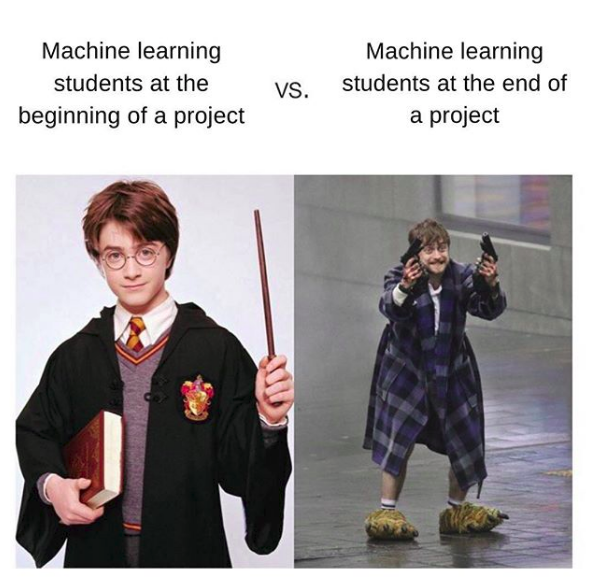 Machine learning
students at the
beginning of a project
vs.
Machine learning
students at the end of
a project